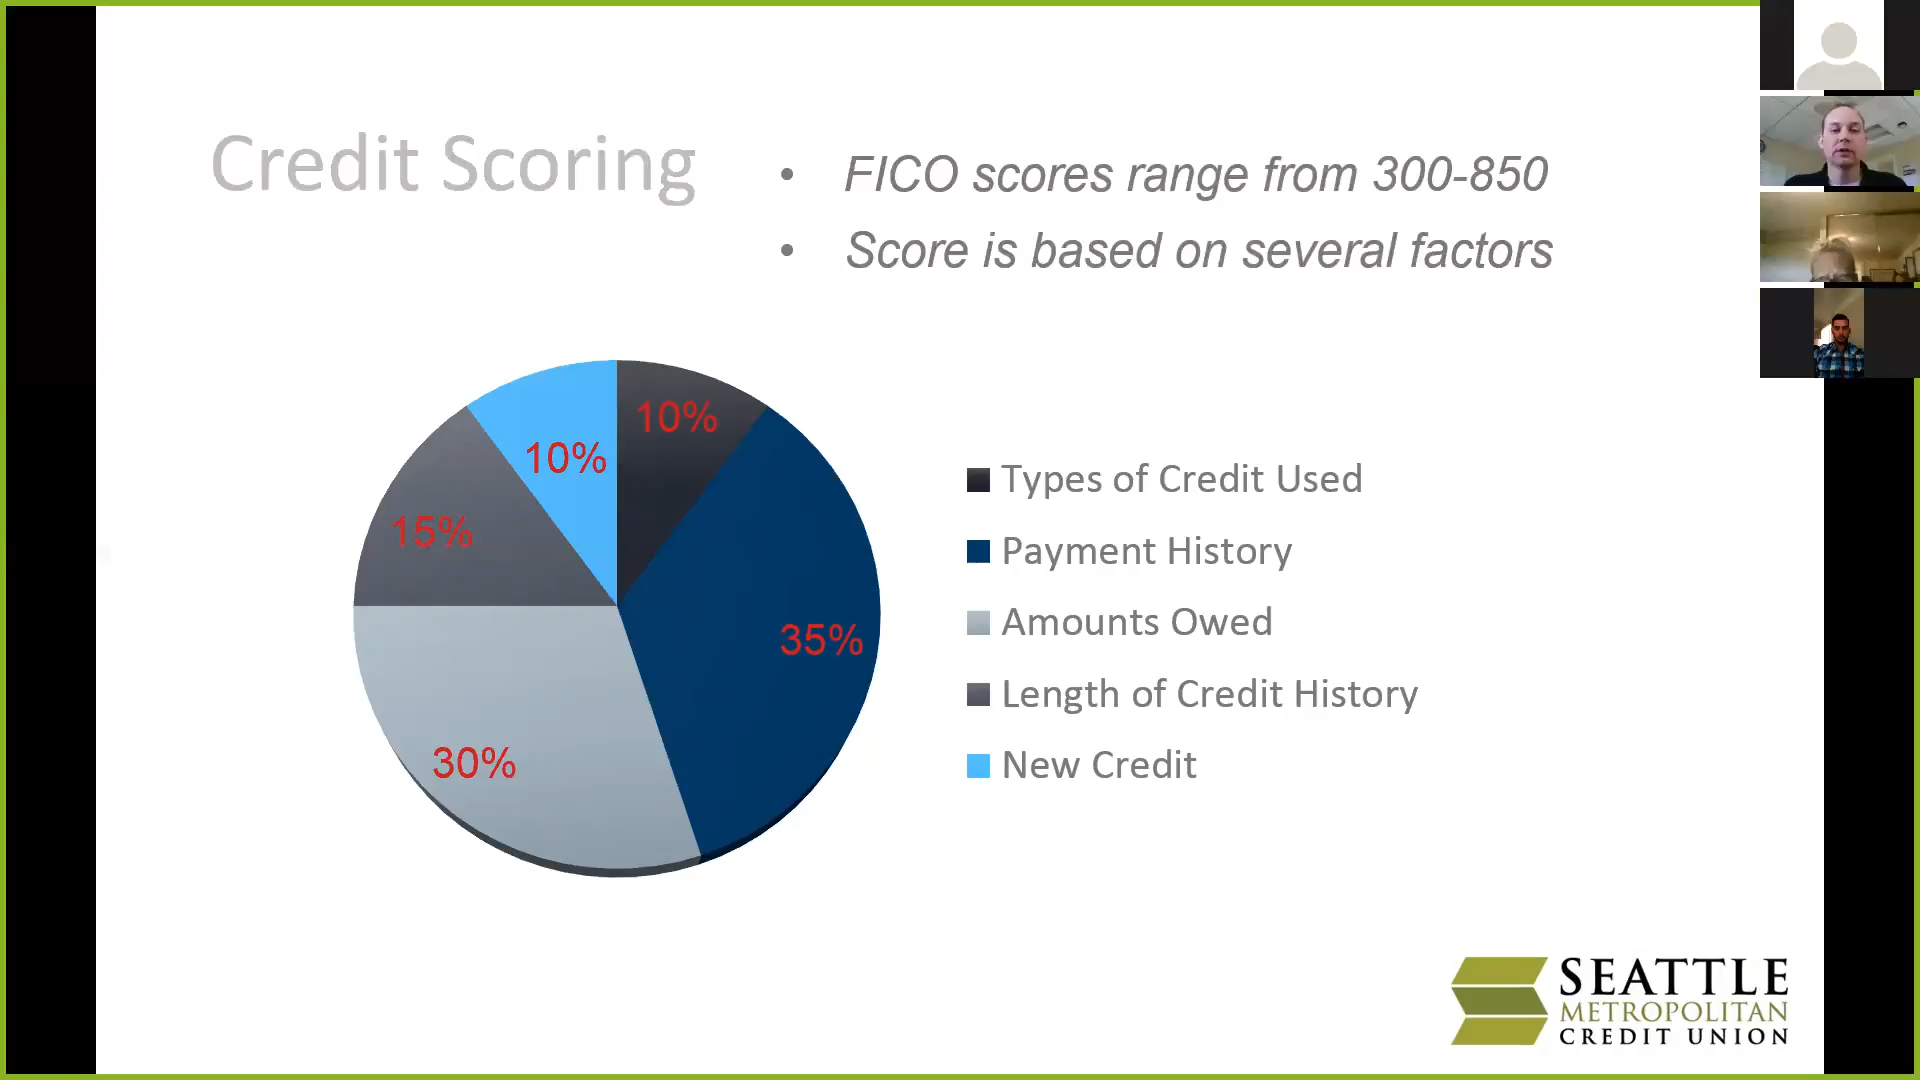 Credit Scoring
• FICO scores range from 300-850
• Score is based on several factors
10%
10%
15%
35%
30%
Types of Credit Used
Payment History
Amounts Owed
Length of Credit History
New Credit
SEATTLE
METROPOLITAN
CREDIT UNION